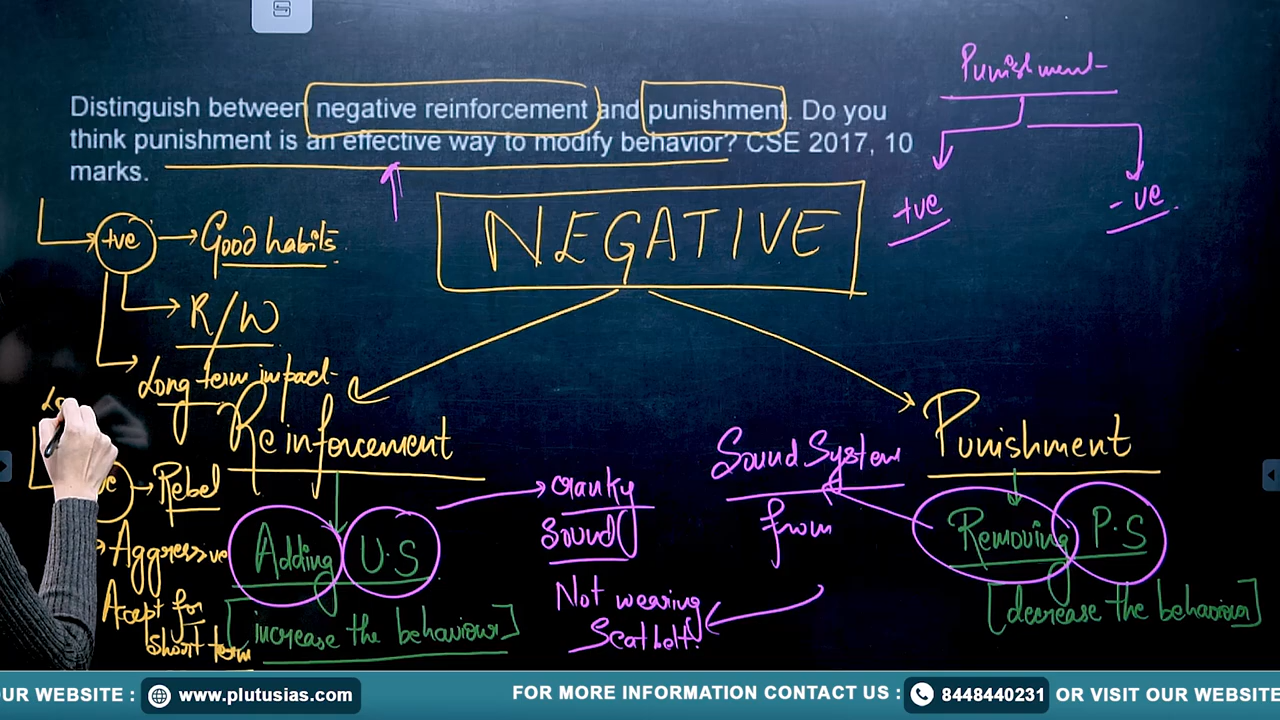 Distinguish between negative reinforcement and punishment. Do you
think punishment is an effective way to modify behavior? CSE 2017, 10
marks.
Punishment
+ve
-ve
NEGATIVE
+ve
Good habits
R/W
Long term impact
Reinforcement
Punishment
Adding U.S
[increase the behaviour]
cranky
sound
Sound System
from
Not wearing
Seat belt
Removing P.S
[decrease the behaviour]
Rebel
Aggressive
Acept for
short term
OUR WEBSITE : www.plutusias.com
FOR MORE INFORMATION CONTACT US : 8448440231 OR VISIT OUR WEBSITE